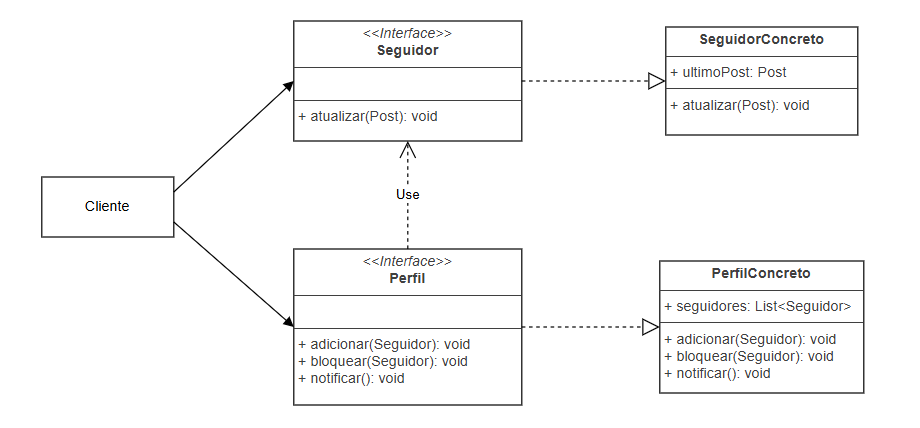 <<Interface>>
Seguidor
+ atualizar(Post): void
SeguidorConcreto
+ ultimoPost: Post
+ atualizar(Post): void
Cliente
Use
<<Interface>>
Perfil
+ adicionar(Seguidor): void
+ bloquear(Seguidor): void
+ notificar(): void
PerfilConcreto
+ seguidores: List<Seguidor>
+ adicionar(Seguidor): void
+ bloquear(Seguidor): void
+ notificar(): void